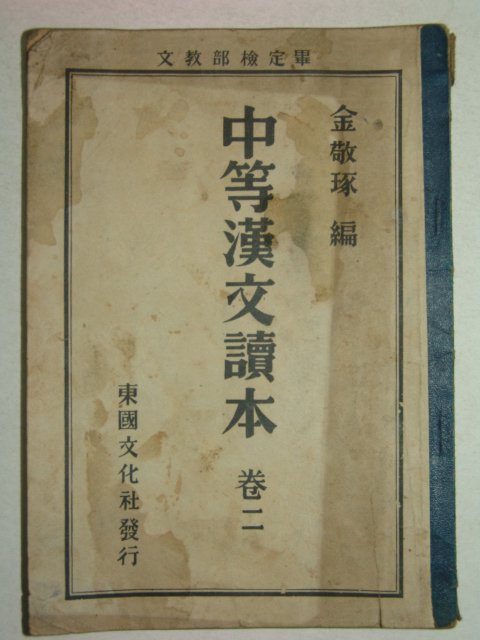 文教部檢定畢
金敬琢 編
中等漢文讀本 卷二
東國文化社發行